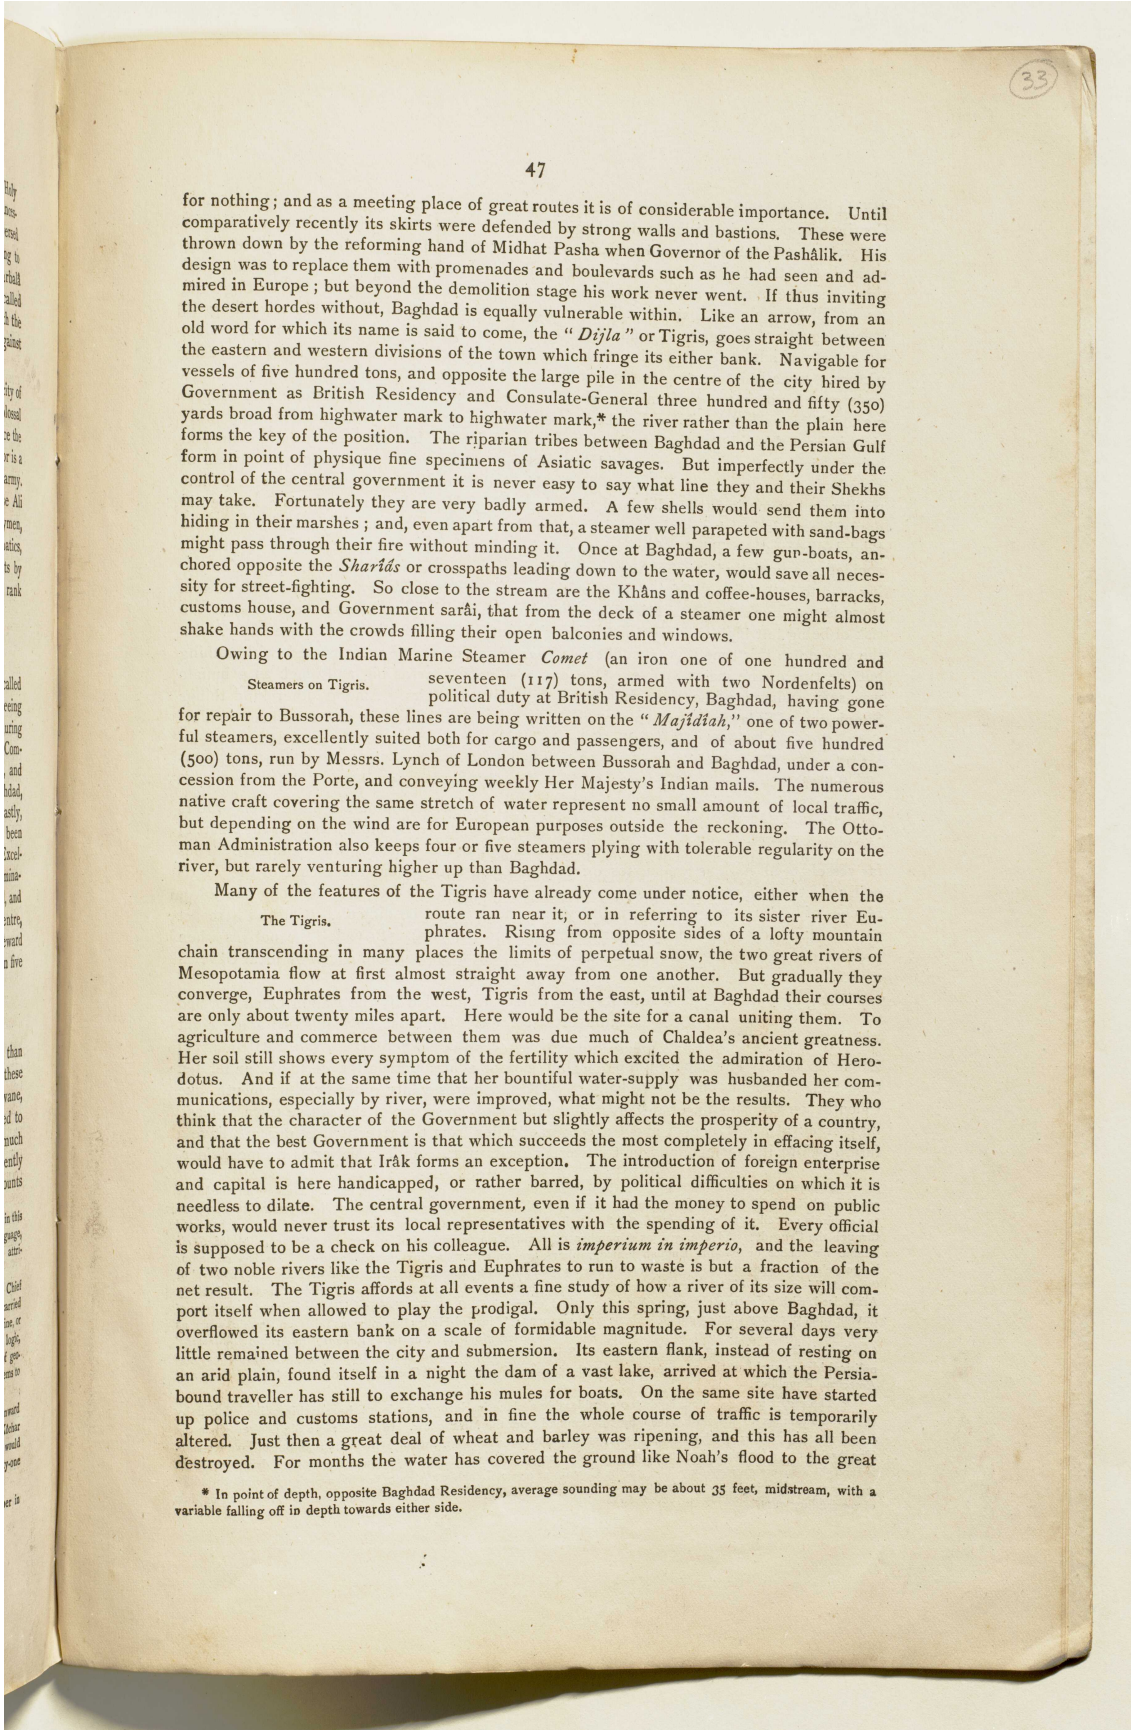 33
47
for nothing; and as a meeting place of great routes it is of considerable importance. Until
comparatively recently its skirts were defended by strong walls and bastions. These were
thrown down by the reforming hand of Midhat Pasha when Governor of the Pashâlik. His
design was to replace them with promenades and boulevards such as he had seen and ad-
mired in Europe; but beyond the demolition stage his work never went. If thus inviting
the desert hordes without, Baghdad is equally vulnerable within. Like an arrow, from an
old word for which its name is said to come, the "Dijla" or Tigris, goes straight between
the eastern and western divisions of the town which fringe its either bank. Navigable for
vessels of five hundred tons, and opposite the large pile in the centre of the city hired by
Government as British Residency and Consulate-General three hundred and fifty (350)
yards broad from highwater mark to highwater mark,* the river rather than the plain here
forms the key of the position. The riparian tribes between Baghdad and the Persian Gulf
form in point of physique fine specimens of Asiatic savages. But imperfectly under the
control of the central government it is never easy to say what line they and their Shekhs
may take. Fortunately they are very badly armed. A few shells would send them into
hiding in their marshes; and, even apart from that, a steamer well parapeted with sand-bags
might pass through their fire without minding it. Once at Baghdad, a few gun-boats, an-
chored opposite the Sharíâs or crosspaths leading down to the water, would save all neces-
sity for street-fighting. So close to the stream are the Khâns and coffee-houses, barracks,
customs house, and Government sarâi, that from the deck of a steamer one might almost
shake hands with the crowds filling their open balconies and windows.
Owing to the Indian Marine Steamer Comet (an iron one of one hundred and
Steamers on Tigris.
seventeen (117) tons, armed with two Nordenfelts) on
political duty at British Residency, Baghdad, having gone
for repair to Bussorah, these lines are being written on the "Majîdîah," one of two power-
ful steamers, excellently suited both for cargo and passengers, and of about five hundred
(500) tons, run by Messrs. Lynch of London between Bussorah and Baghdad, under a con-
cession from the Porte, and conveying weekly Her Majesty's Indian mails. The numerous
native craft covering the same stretch of water represent no small amount of local traffic,
but depending on the wind are for European purposes outside the reckoning. The Otto-
man Administration also keeps four or five steamers plying with tolerable regularity on the
river, but rarely venturing higher up than Baghdad.
Many of the features of the Tigris have already come under notice, either when the
The Tigris.
route ran near it, or in referring to its sister river Eu-
phrates. Rising from opposite sides of a lofty mountain
chain transcending in many places the limits of perpetual snow, the two great rivers of
Mesopotamia flow at first almost straight away from one another. But gradually they
converge, Euphrates from the west, Tigris from the east, until at Baghdad their courses
are only about twenty miles apart. Here would be the site for a canal uniting them. To
agriculture and commerce between them was due much of Chaldea's ancient greatness.
Her soil still shows every symptom of the fertility which excited the admiration of Hero-
dotus. And if at the same time that her bountiful water-supply was husbanded her com-
munications, especially by river, were improved, what might not be the results. They who
think that the character of the Government but slightly affects the prosperity of a country,
and that the best Government is that which succeeds the most completely in effacing itself,
would have to admit that Irâk forms an exception. The introduction of foreign enterprise
and capital is here handicapped, or rather barred, by political difficulties on which it is
needless to dilate. The central government, even if it had the money to spend on public
works, would never trust its local representatives with the spending of it. Every official
is supposed to be a check on his colleague. All is imperium in imperio, and the leaving
of two noble rivers like the Tigris and Euphrates to run to waste is but a fraction of the
net result. The Tigris affords at all events a fine study of how a river of its size will com-
port itself when allowed to play the prodigal. Only this spring, just above Baghdad, it
overflowed its eastern bank on a scale of formidable magnitude. For several days very
little remained between the city and submersion. Its eastern flank, instead of resting on
an arid plain, found itself in a night the dam of a vast lake, arrived at which the Persia-
bound traveller has still to exchange his mules for boats. On the same site have started
up police and customs stations, and in fine the whole course of traffic is temporarily
altered. Just then a great deal of wheat and barley was ripening, and this has all been
destroyed. For months the water has covered the ground like Noah's flood to the great
* In point of depth, opposite Baghdad Residency, average sounding may be about 35 feet, midstream, with a
variable falling off in depth towards either side.